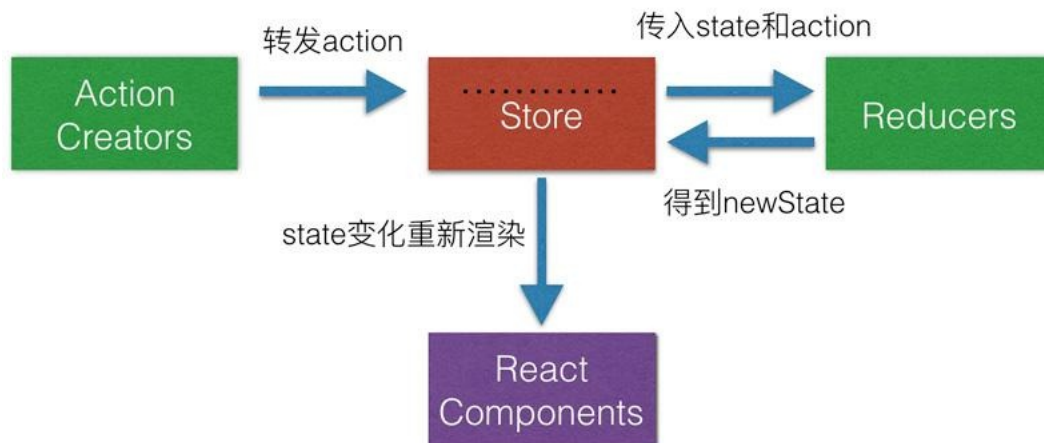 转发action
传入state和action
Action
Creators
Store
Reducers
得到newState
state变化重新渲染
React
Components